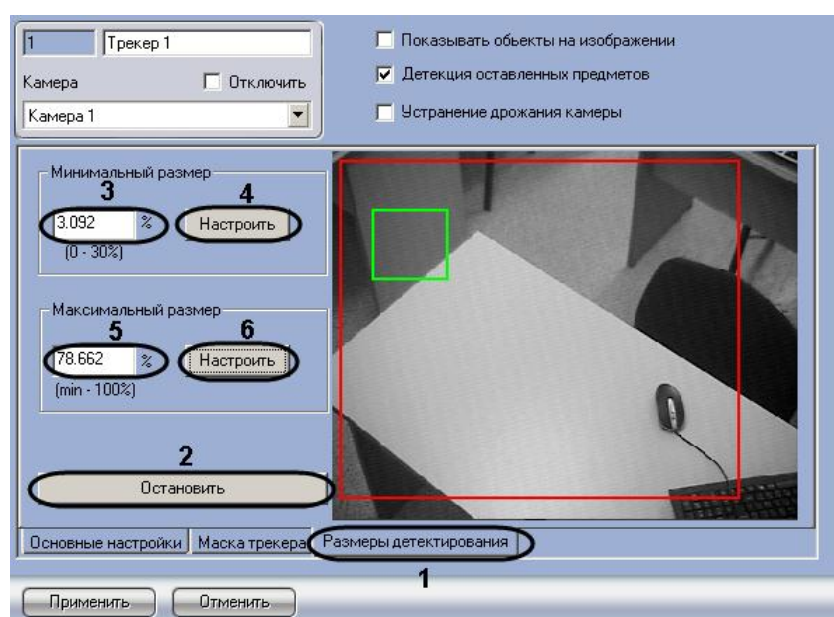 1 Трекер 1
Камера Отключить
Камера 1
Показывать обьекты на изображении
Детекция оставленных предметов
Устранение дрожания камеры
Минимальный размер
3 4
3.092 % Настроить
(0 - 30%)
Максимальный размер
5 6
78.662 % Настроить
(min - 100%)
2
Остановить
Основные настройки Маска трекера Размеры детектирования
1
Применить Отменить